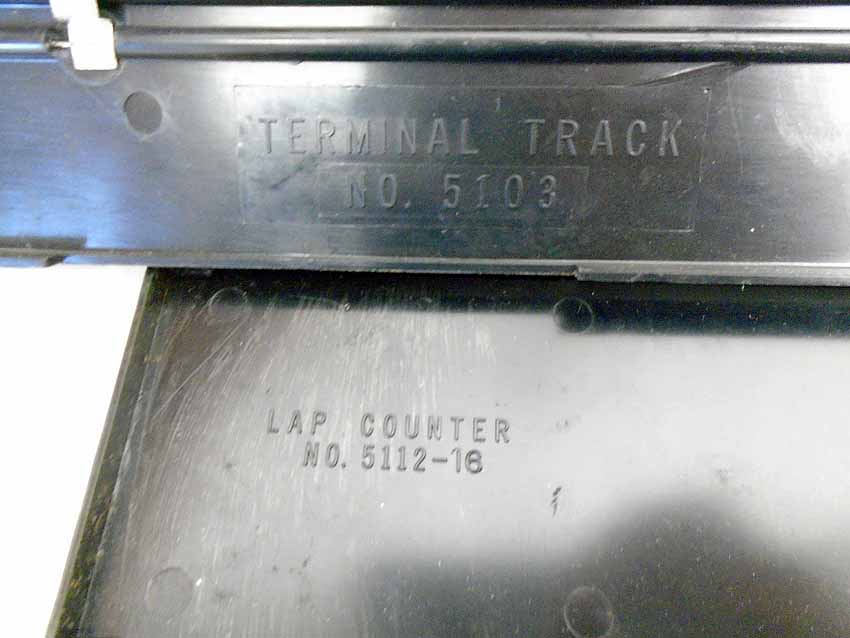 TERMINAL TRACK
NO. 5103
LAP COUNTER
NO. 5112-16